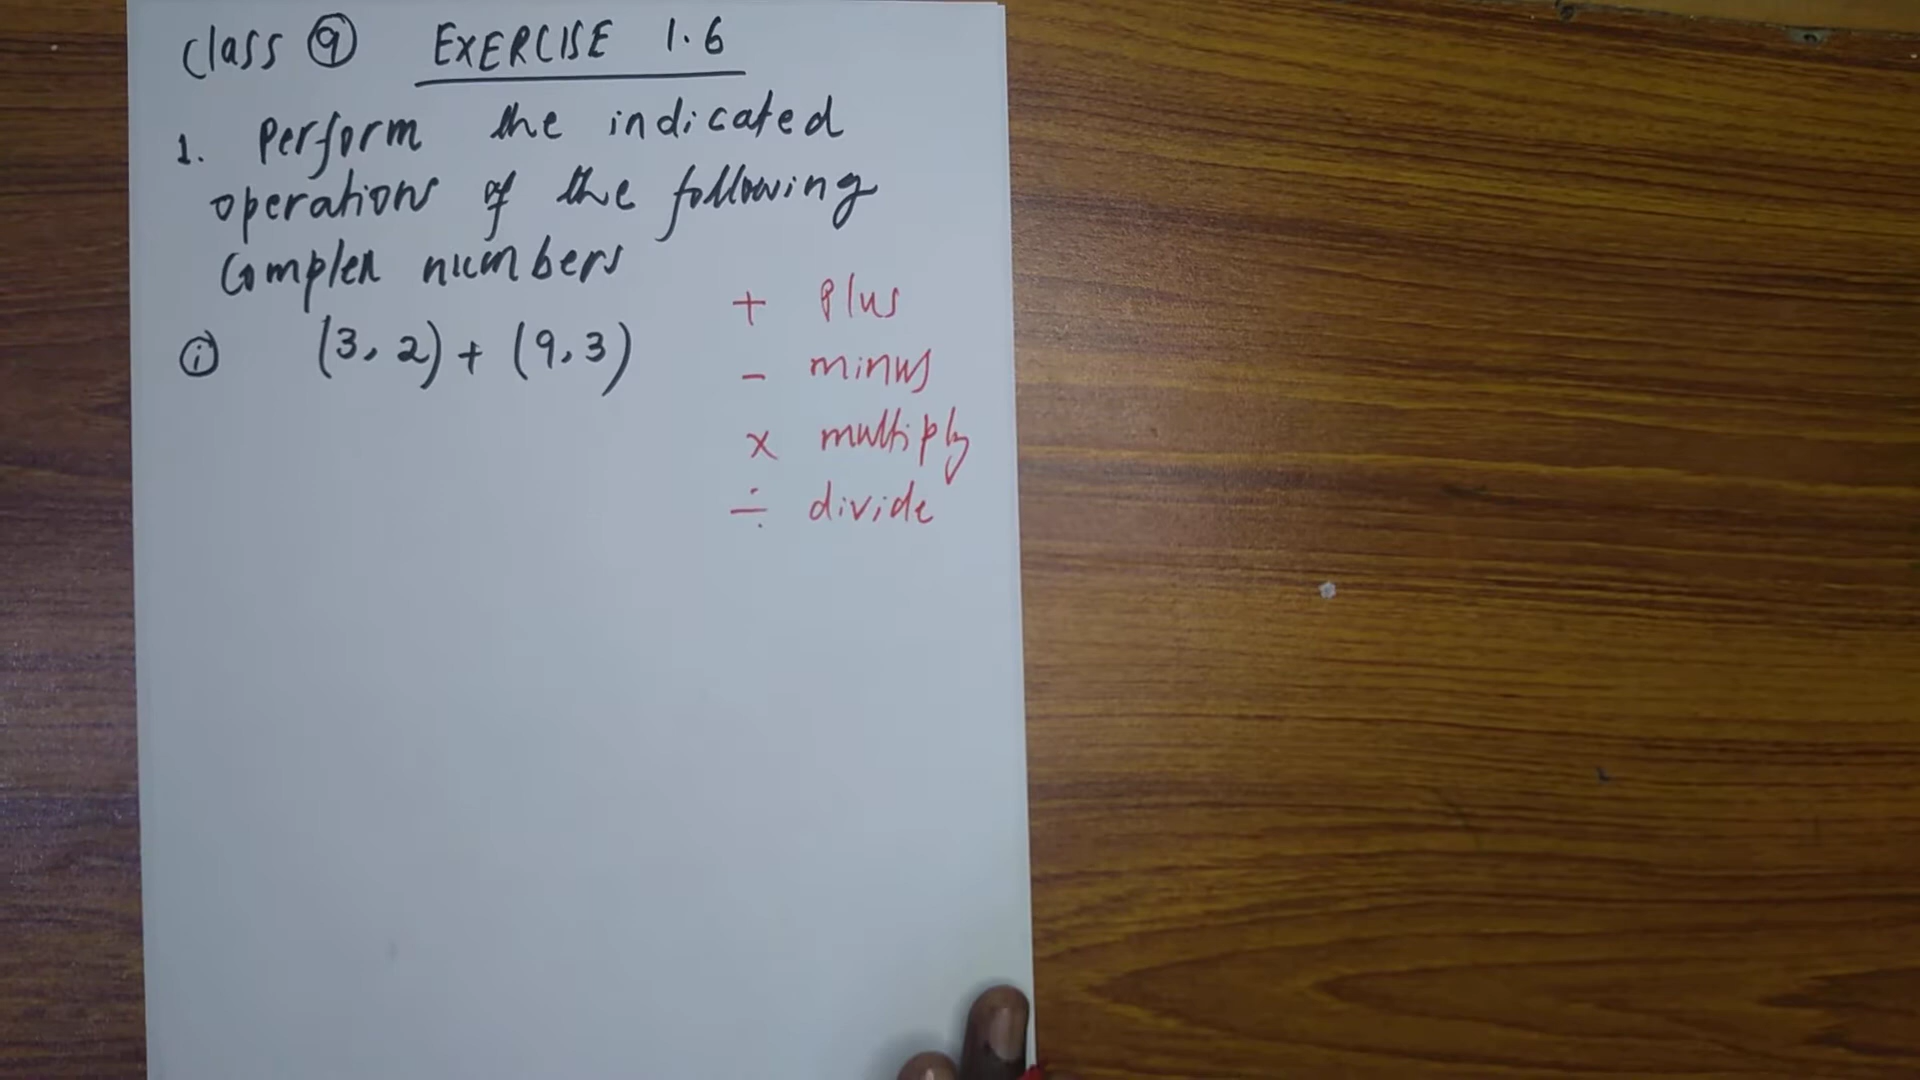 Class 9 EXERCISE 1.6
1. Perform the indicated
operations of the following
Complex numbers
i (3, 2) + (9, 3)
+ Plus
- minus
× multiply
÷ divide